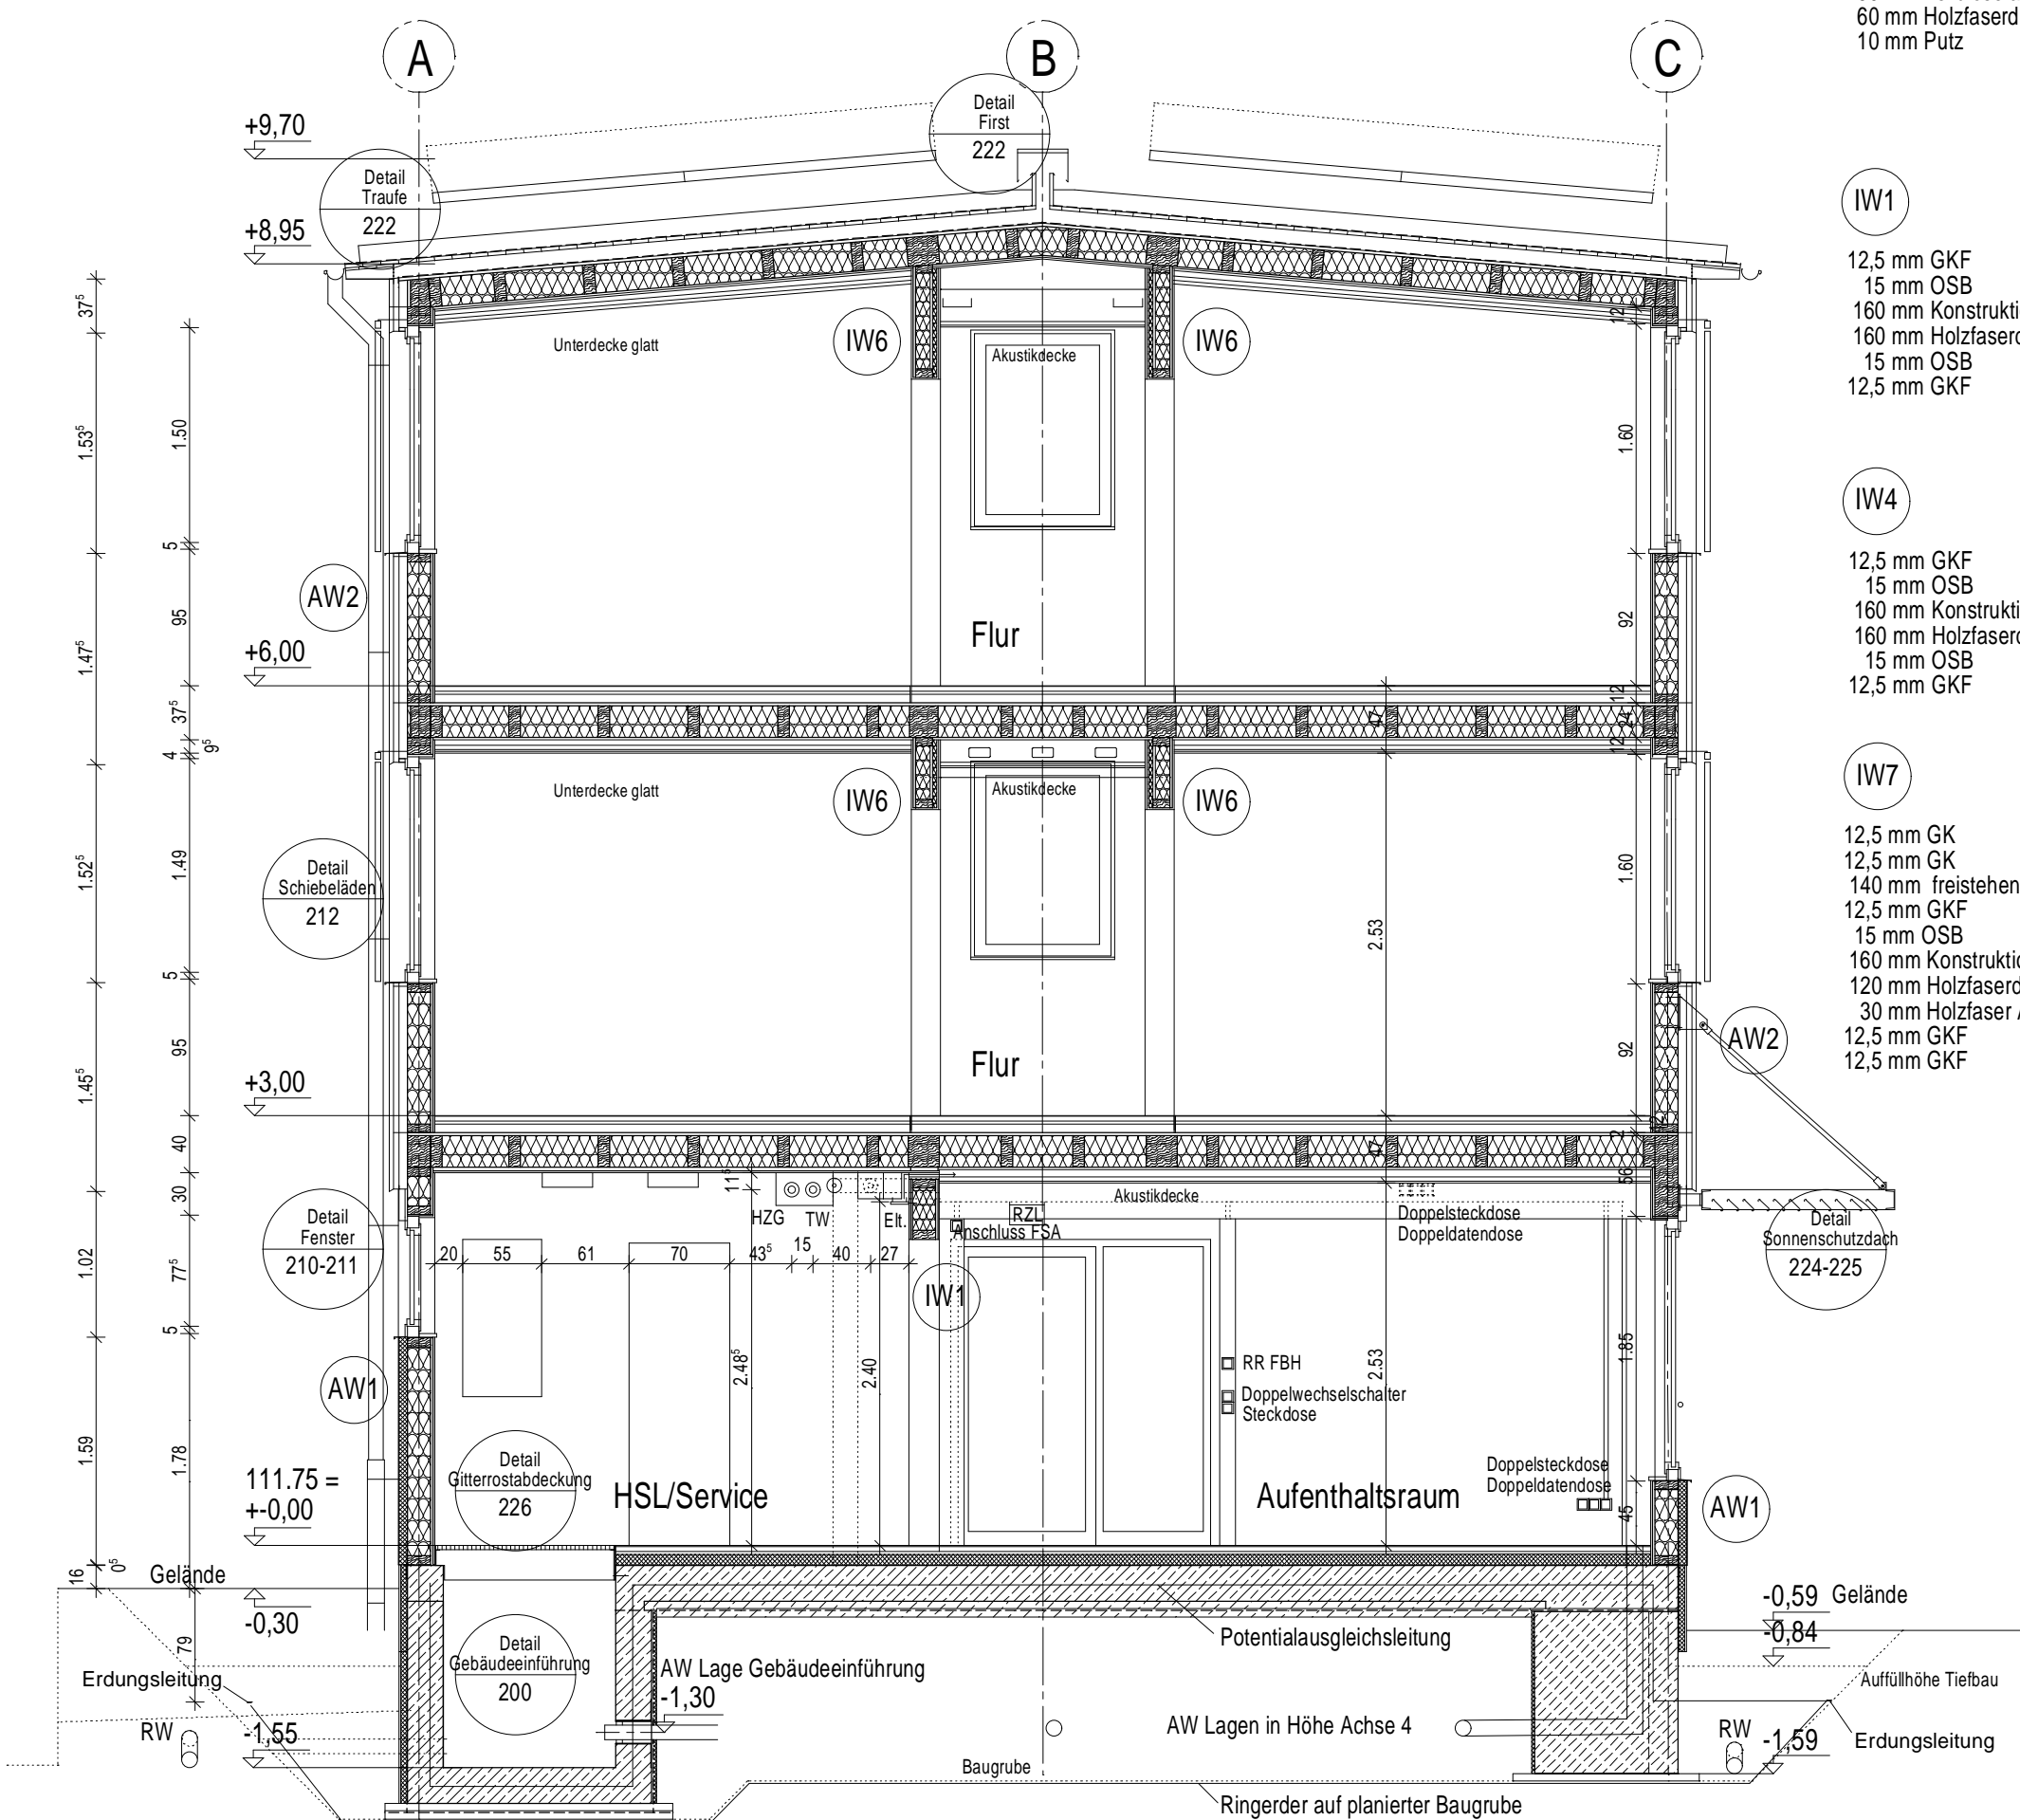 60 mm Holzfaserd
10 mm Putz
A
B
C
Detail
First
222
+9,70
Detail
Traufe
222
+8,95
IW1
12,5 mm GKF
15 mm OSB
160 mm Konstrukti
160 mm Holzfaserd
15 mm OSB
12,5 mm GKF
37⁵
12
Unterdecke glatt
IW6
Akustikdecke
IW6
1.53⁵
1.50
1.60
IW4
12,5 mm GKF
15 mm OSB
160 mm Konstrukti
160 mm Holzfaserd
15 mm OSB
12,5 mm GKF
5
AW2
95
92
Flur
+6,00
1.47⁵
37⁵
12
47
24
12
4
9⁵
Unterdecke glatt
IW6
Akustikdecke
IW6
IW7
12,5 mm GK
12,5 mm GK
140 mm freistehen
12,5 mm GKF
15 mm OSB
160 mm Konstruktio
120 mm Holzfaserd
30 mm Holzfaser A
12,5 mm GKF
12,5 mm GKF
1.52⁵
1.49
1.60
Detail
Schiebeläden
212
2.53
5
95
92
AW2
Flur
1.45⁵
+3,00
40
47
2
56
30
11⁵
HZG
TW
Elt.
RZL
Anschluss FSA
Akustikdecke
Doppelsteckdose
Doppeldatendose
Detail
Fenster
210-211
Detail
Sonnenschutzdach
224-225
20
55
61
70
43⁵
15
40
27
1.02
77⁵
IW1
5
2.48⁵
2.40
2.53
1.85
RR FBH
Doppelwechselschalter
Steckdose
AW1
1.59
1.78
Detail
Gitterrostabdeckung
226
HSL/Service
Aufenthaltsraum
Doppelsteckdose
Doppeldatendose
45
AW1
111.75 =
+-0,00
16
0⁵
Gelände
-0,30
-0,59 Gelände
-0,84
79
Detail
Gebäudeeinführung
200
Potentialausgleichsleitung
AW Lage Gebäudeeinführung
-1,30
Erdungsleitung
Auffüllhöhe Tiefbau
RW
-1,55
AW Lagen in Höhe Achse 4
RW
-1,59
Erdungsleitung
Baugrube
Ringerder auf planierter Baugrube